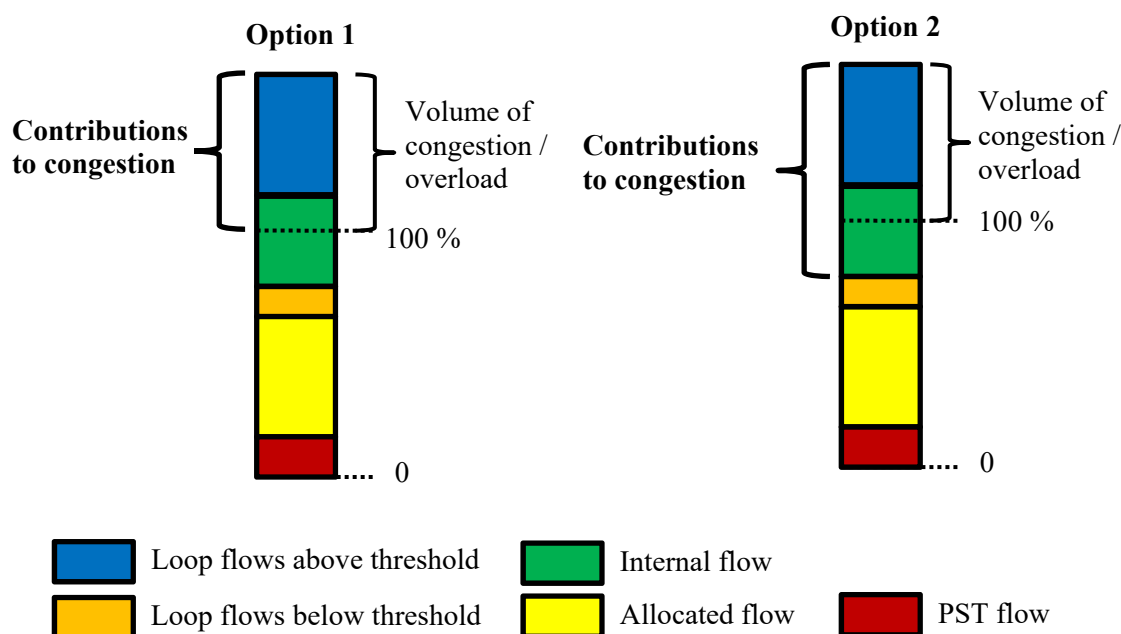 Option 1
Contributions
to congestion
Volume of
congestion /
overload
100 %
0
Option 2
Contributions
to congestion
Volume of
congestion /
overload
100 %
0
Loop flows above threshold
Internal flow
Loop flows below threshold
Allocated flow
PST flow